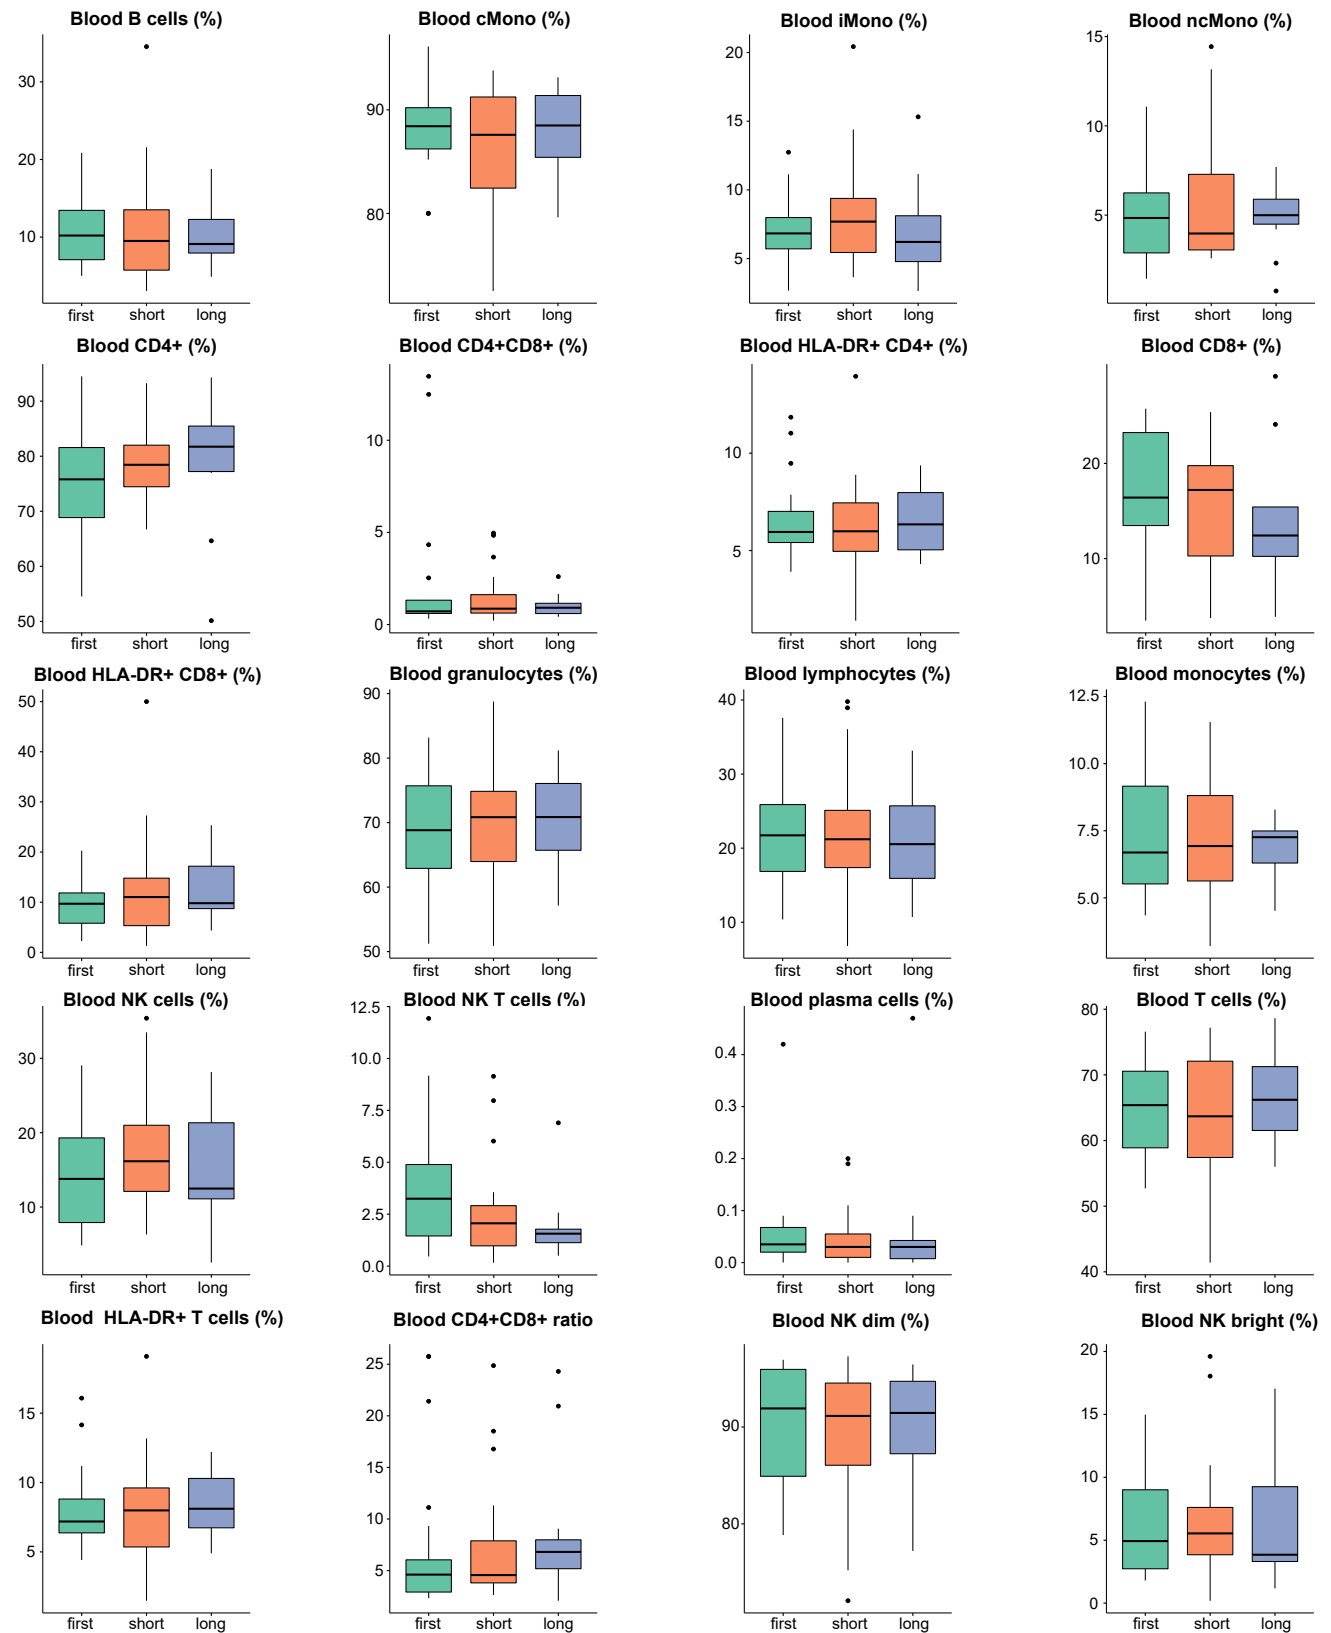 Blood B cells (%)
30
20
10
first short long
Blood cMono (%)
90
80
first short long
Blood iMono (%)
20
15
10
5
first short long
Blood ncMono (%)
15
10
5
first short long
Blood CD4+ (%)
90
80
70
60
50
first short long
Blood CD4+CD8+ (%)
10
5
0
first short long
Blood HLA-DR+ CD4+ (%)
10
5
first short long
Blood CD8+ (%)
20
10
first short long
Blood HLA-DR+ CD8+ (%)
50
40
30
20
10
0
first short long
Blood granulocytes (%)
90
80
70
60
50
first short long
Blood lymphocytes (%)
40
30
20
10
first short long
Blood monocytes (%)
12.5
10.0
7.5
5.0
first short long
Blood NK cells (%)
30
20
10
first short long
Blood NK T cells (%)
12.5
10.0
7.5
5.0
2.5
0.0
first short long
Blood plasma cells (%)
0.4
0.3
0.2
0.1
0.0
first short long
Blood T cells (%)
80
70
60
50
40
first short long
Blood HLA-DR+ T cells (%)
15
10
5
first short long
Blood CD4+CD8+ ratio
25
20
15
10
5
first short long
Blood NK dim (%)
90
80
first short long
Blood NK bright (%)
20
15
10
5
0
first short long